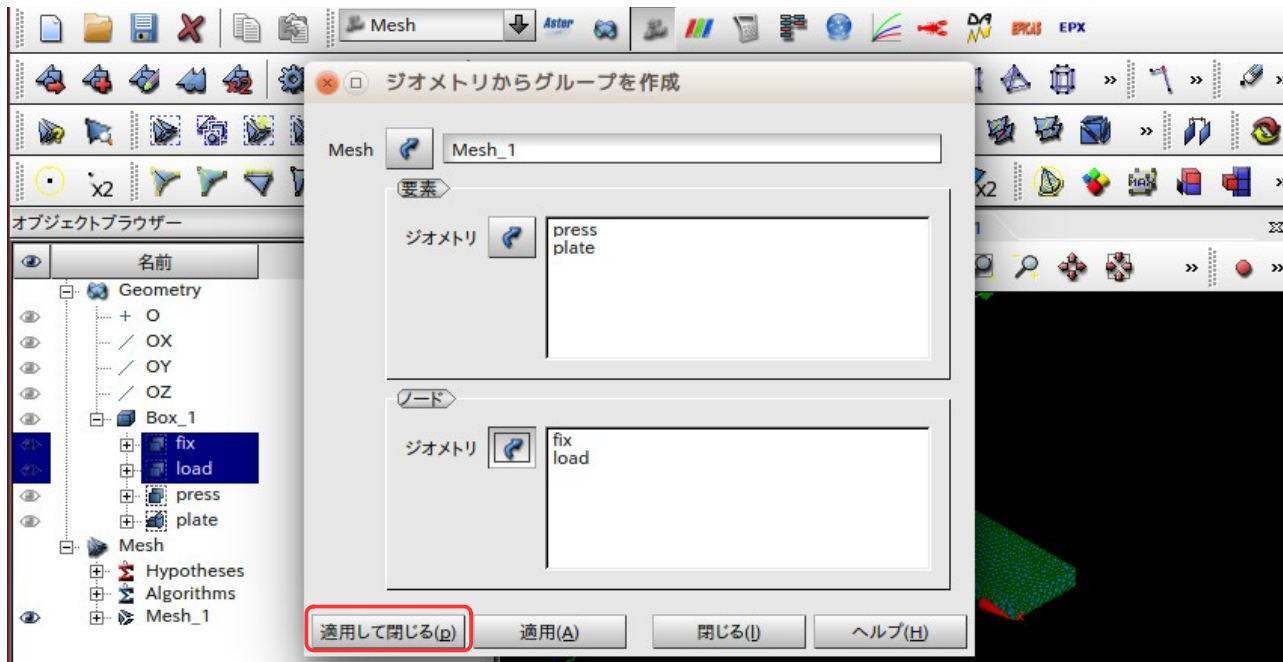 Mesh
Aster
EPX
ジオメトリからグループを作成
»
»
»
Mesh
Mesh_1
»
x2
要素
x2
MAX
オブジェクトブラウザー
ジオメトリ
press
plate
名前
»
»
Geometry
O
OX
OY
OZ
ノード
Box_1
fix
ジオメトリ
fix
load
load
press
plate
Mesh
Hypotheses
Algorithms
Mesh_1
適用して閉じる(p)
適用(A)
閉じる(l)
ヘルプ(H)